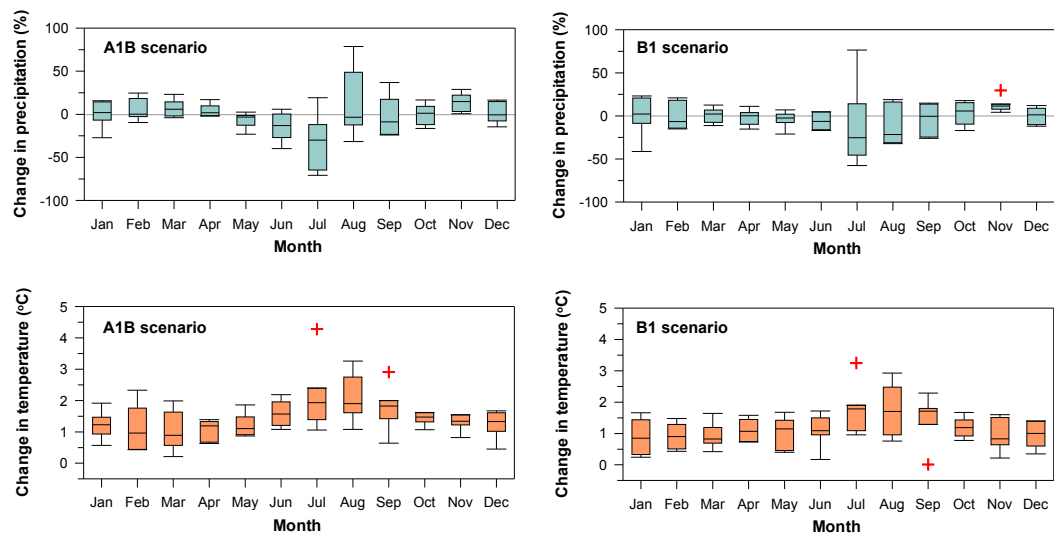 Change in precipitation (%)
A1B scenario
100
50
0
-50
-100
Jan Feb Mar Apr May Jun Jul Aug Sep Oct Nov Dec
Month
Change in precipitation (%)
B1 scenario
100
50
0
-50
-100
Jan Feb Mar Apr May Jun Jul Aug Sep Oct Nov Dec
Month
Change in temperature (ºC)
A1B scenario
5
4
3
2
1
0
Jan Feb Mar Apr May Jun Jul Aug Sep Oct Nov Dec
Month
Change in temperature (ºC)
B1 scenario
5
4
3
2
1
0
Jan Feb Mar Apr May Jun Jul Aug Sep Oct Nov Dec
Month